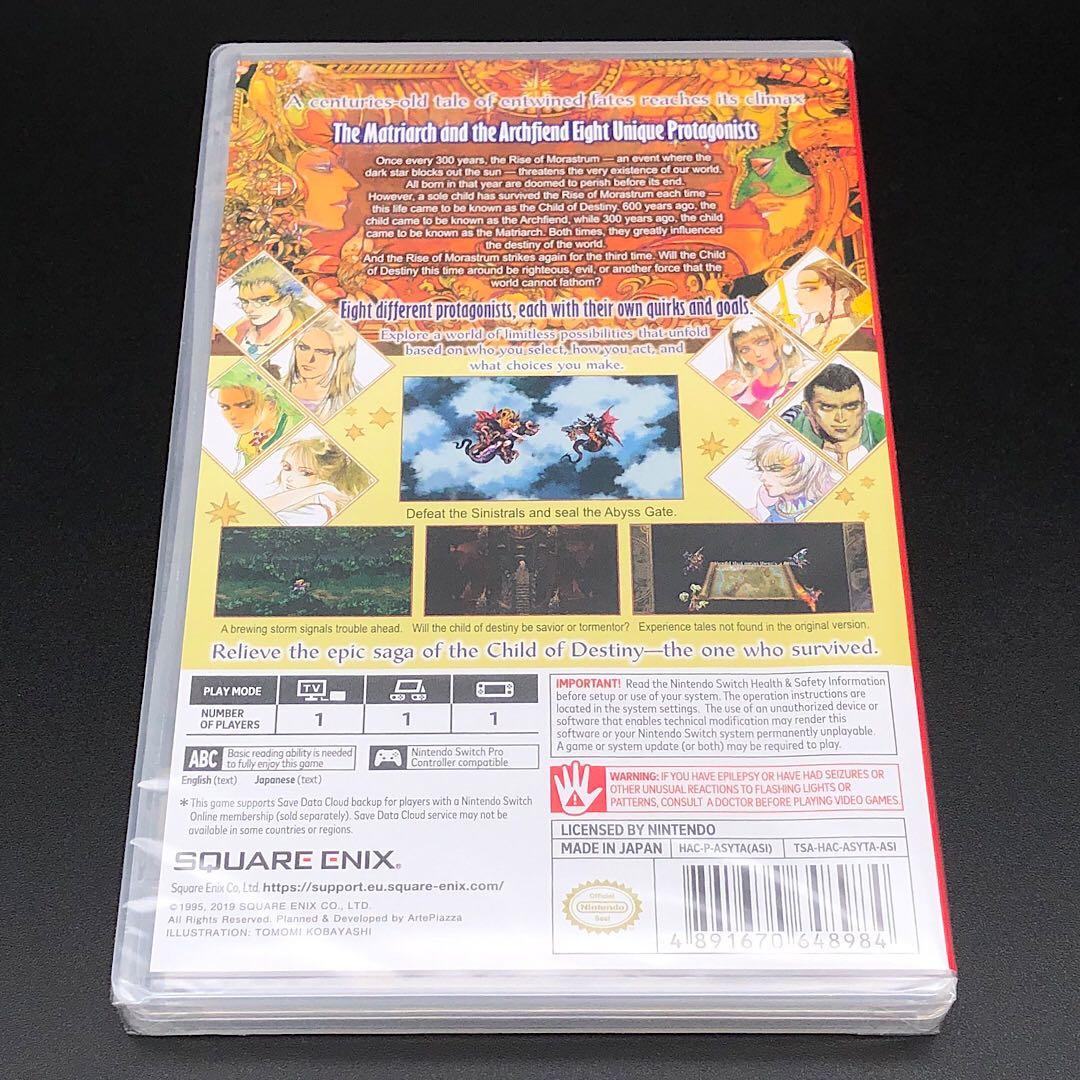 A centuries-old tale of entwined fates reaches its climax
The Matriarch and the Archfiend Eight Unique Protagonists
Once every 300 years, the Rise of Morastrum — an event where the
dark star blocks out the sun — threatens the very existence of our world.
All born in that year are doomed to perish before its end.
However, a sole child has survived the Rise of Morastrum each time —
this life came to be known as the Child of Destiny. 600 years ago, the
child came to be known as the Archfiend, while 300 years ago, the child
came to be known as the Matriarch. Both times, they greatly influenced
the destiny of the world.
And the Rise of Morastrum strikes again for the third time. Will the Child
of Destiny this time around be righteous, evil, or another force that the
world cannot fathom?
Eight different protagonists, each with their own quirks and goals.
Explore a world of limitless possibilities that unfold
based on who you select, how you act, and
what choices you make.
Defeat the Sinistrals and seal the Abyss Gate.
A brewing storm signals trouble ahead.
Will the child of destiny be savior or tormentor?
Experience tales not found in the original version.
Relieve the epic saga of the Child of Destiny—the one who survived.
PLAY MODE
TV
NUMBER
OF PLAYERS
1 1 1
ABC
Basic reading ability is needed
to fully enjoy this game
Nintendo Switch Pro
Controller compatible
English (text) Japanese (text)
* This game supports Save Data Cloud backup for players with a Nintendo Switch
Online membership (sold separately). Save Data Cloud service may not be
available in some countries or regions.
SQUARE ENIX®
Square Enix Co, Ltd. https://support.eu.square-enix.com/
©1995, 2019 SQUARE ENIX CO., LTD.
All Rights Reserved. Planned & Developed by ArtePiazza
ILLUSTRATION: TOMOMI KOBAYASHI
IMPORTANT! Read the Nintendo Switch Health & Safety Information
before setup or use of your system. The operation instructions are
located in the system settings. The use of an unauthorized device or
software that enables technical modification may render this
software or your Nintendo Switch system permanently unplayable.
A game or system update (or both) may be required to play.
WARNING: IF YOU HAVE EPILEPSY OR HAVE HAD SEIZURES OR
OTHER UNUSUAL REACTIONS TO FLASHING LIGHTS OR
PATTERNS, CONSULT A DOCTOR BEFORE PLAYING VIDEO GAMES.
LICENSED BY NINTENDO
MADE IN JAPAN HAC-P-ASYTA(ASI) TSA-HAC-ASYTA-ASI
Official
Nintendo
Seal
4 891670 648984